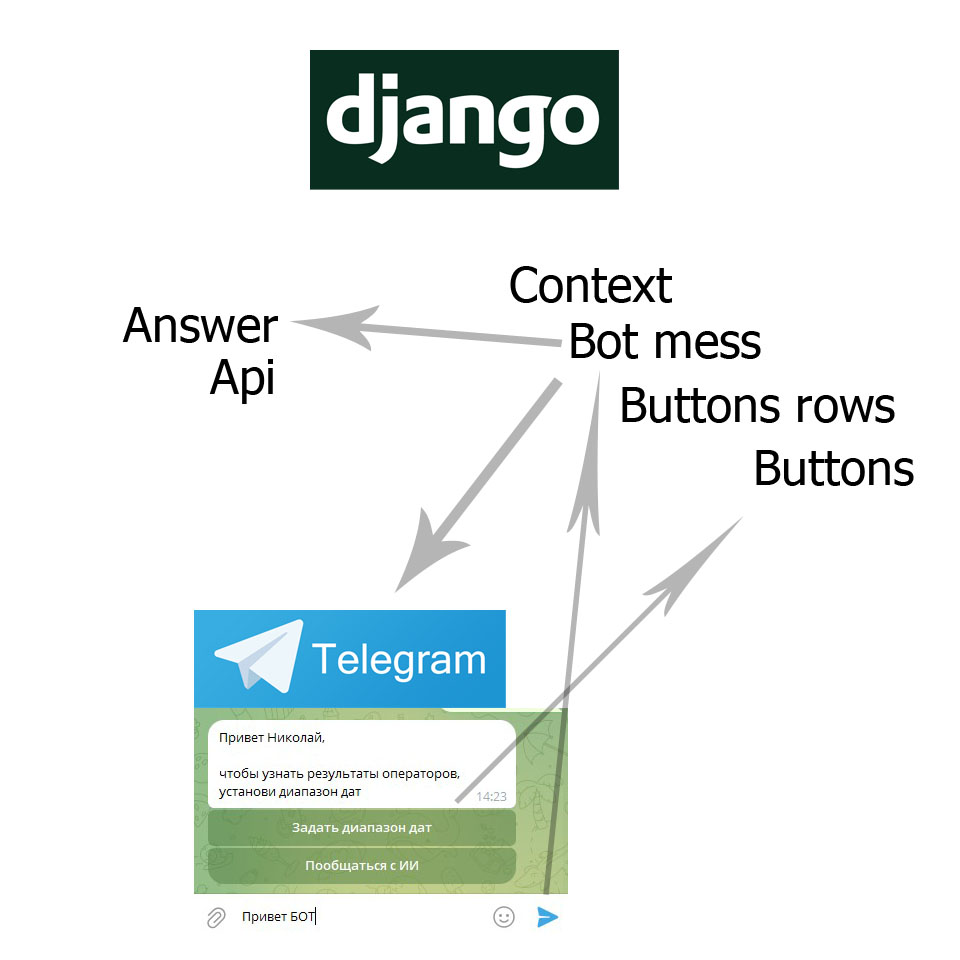 django
Context
Answer
Bot mess
Api
Buttons rows
Buttons
Telegram
Привет Николай,
чтобы узнать результаты операторов,
установи диапазон дат
14:23
Задать диапазон дат
Пообщаться с ИИ
Привет БОТ